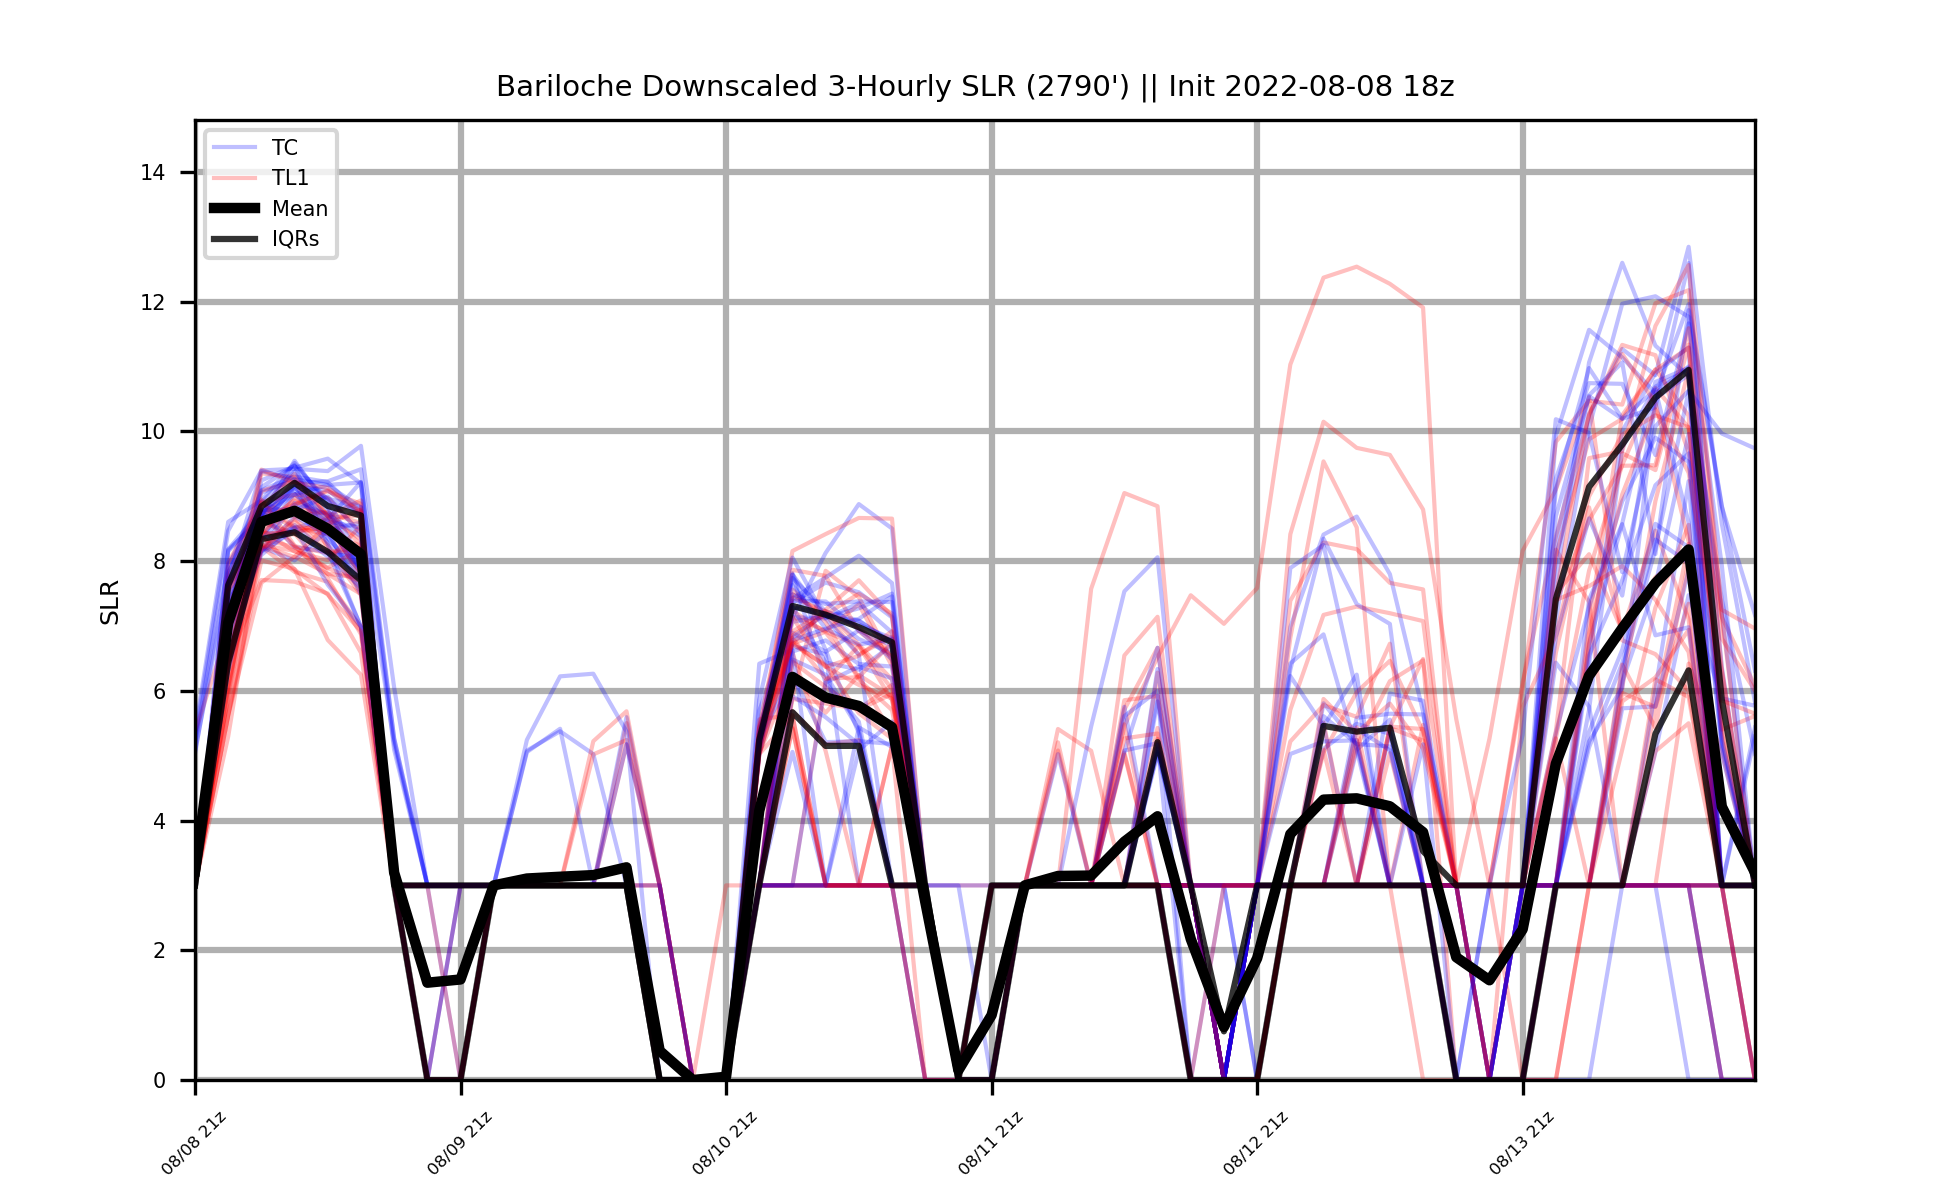 Bariloche Downscaled 3-Hourly SLR (2790') || Init 2022-08-08 18z
TC
TL1
Mean
IQRs
SLR
14
12
10
8
6
4
2
0
08/08 21z
08/09 21z
08/10 21z
08/11 21z
08/12 21z
08/13 21z